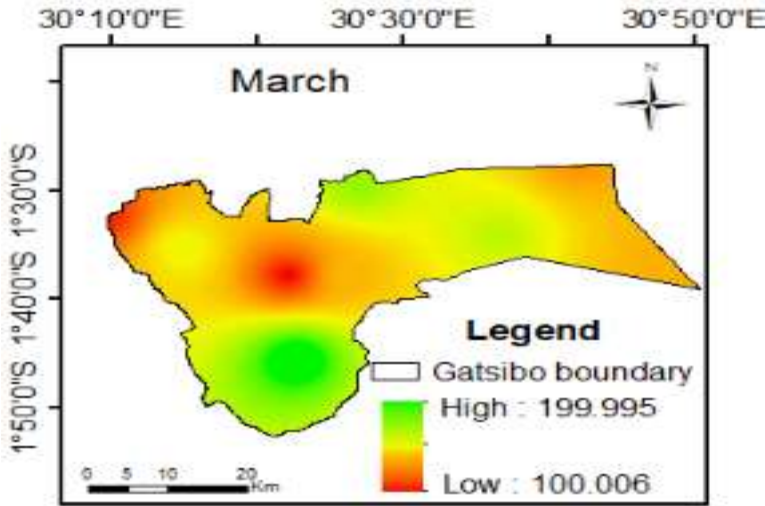 30°10'0"E 30°30'0"E 30°50'0"E
March
N
1°30'0"S
1°40'0"S
1°50'0"S
Legend
Gatsibo boundary
High : 199.995
Low : 100.006
0 5 10 20
Km